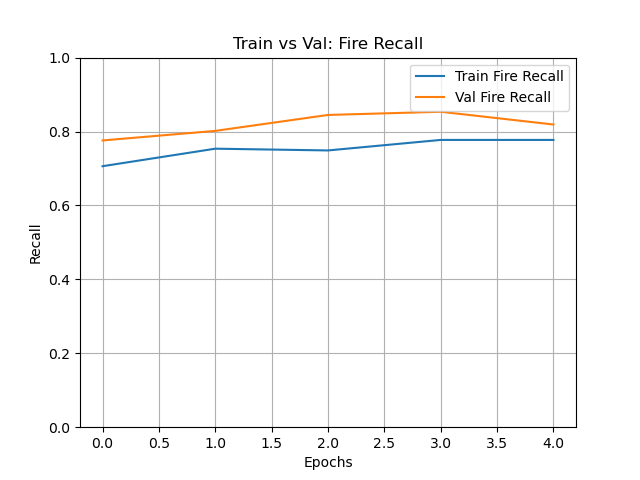 Train vs Val: Fire Recall
Train Fire Recall
Val Fire Recall
1.0
0.8
0.6
0.4
0.2
0.0
Recall
0.0 0.5 1.0 1.5 2.0 2.5 3.0 3.5 4.0
Epochs